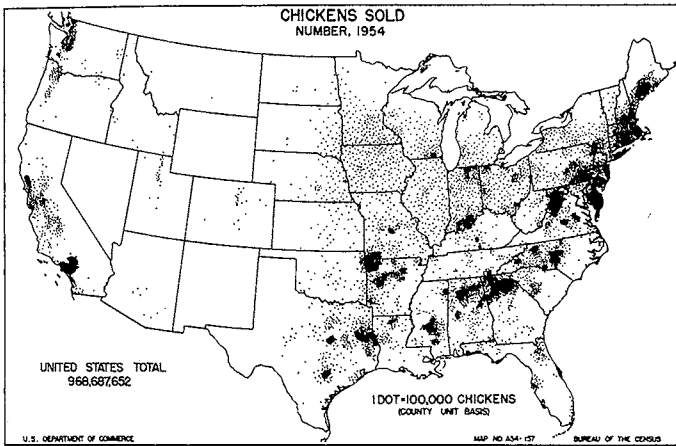 CHICKENS SOLD
NUMBER, 1954
UNITED STATES TOTAL
968,687,652
1 DOT=100,000 CHICKENS
(COUNTY UNIT BASIS)
U.S. DEPARTMENT OF COMMERCE
MAP NO. A54-157
BUREAU OF THE CENSUS